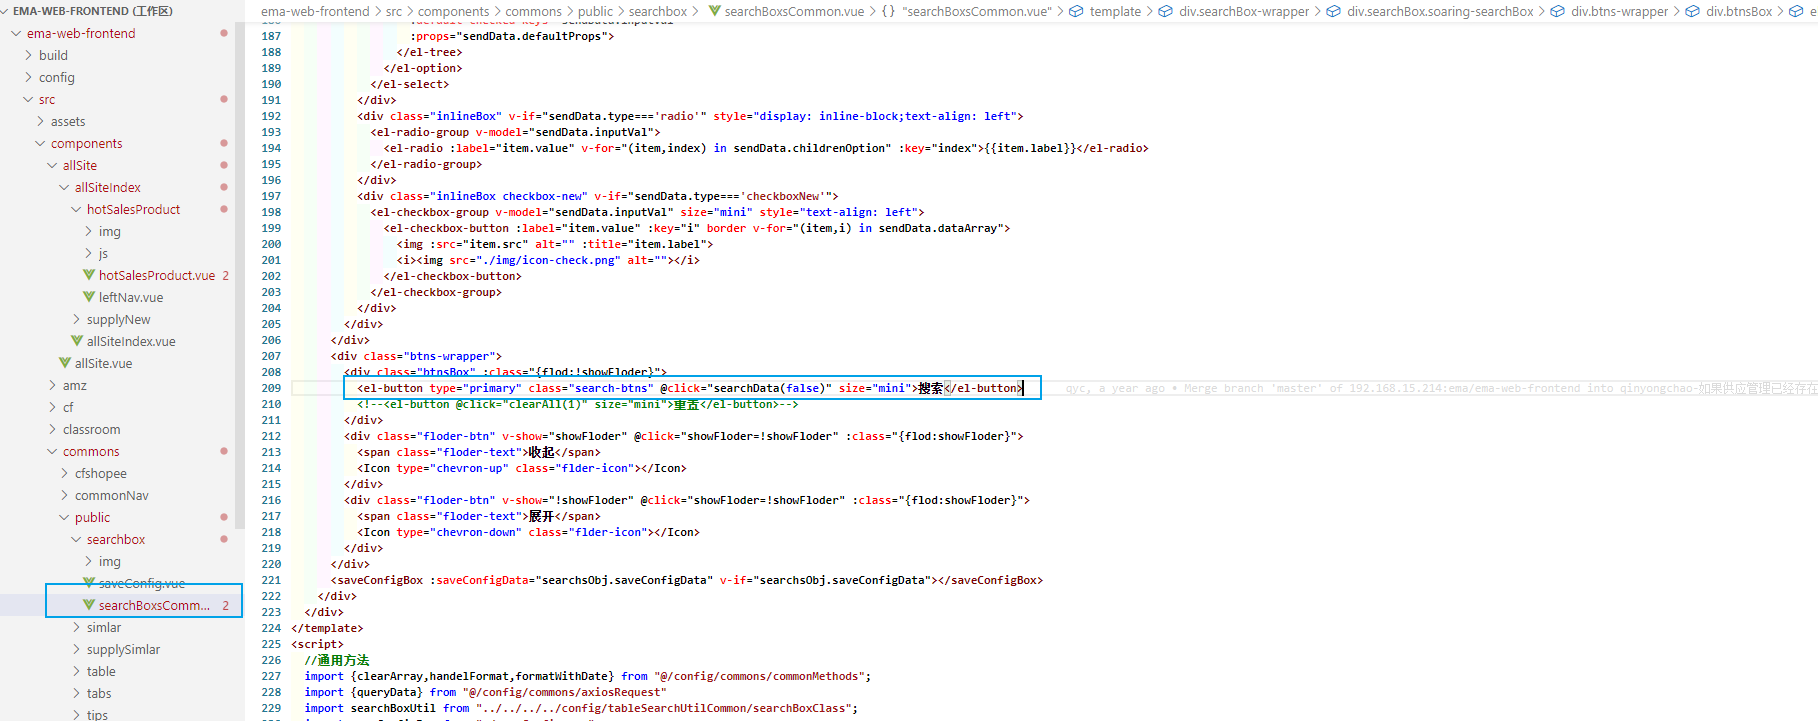 EMA-WEB-FRONTEND (工作区)
ema-web-frontend
build
config
src
assets
components
allSite
allSiteIndex
hotSalesProduct
img
js
hotSalesProduct.vue 2
leftNav.vue
supplyNew
allSiteIndex.vue
allSite.vue
amz
cf
classroom
commons
cfshopee
commonNav
public
searchbox
img
saveConfig.vue
searchBoxsComm... 2
simlar
supplySimlar
table
tabs
tips
ema-web-frontend > src > components > commons > public > searchbox > searchBoxsCommon.vue > {} "searchBoxsCommon.vue" > template > div.searchBox-wrapper > div.searchBox.soaring-searchBox > div.btns-wrapper > div.btnsBox > e
187 :props="sendData.defaultProps">
188 </el-tree>
189 </el-option>
190 </el-select>
191 </div>
192 <div class="inlineBox" v-if="sendData.type==='radio'" style="display: inline-block;text-align: left">
193 <el-radio-group v-model="sendData.inputVal">
194 <el-radio :label="item.value" v-for="(item,index) in sendData.childrenOption" :key="index">{{item.label}}</el-radio>
195 </el-radio-group>
196 </div>
197 <div class="inlineBox checkbox-new" v-if="sendData.type==='checkboxNew'">
198 <el-checkbox-group v-model="sendData.inputVal" size="mini" style="text-align: left">
199 <el-checkbox-button :label="item.value" :key="i" border v-for="(item,i) in sendData.dataArray">
200 <img :src="item.src" alt="" :title="item.label">
201 <i><img src="./img/icon-check.png" alt=""></i>
202 </el-checkbox-button>
203 </el-checkbox-group>
204 </div>
205 </div>
206 </div>
207 <div class="btns-wrapper">
208 <div class="btnsBox" :class="{flod:!showFloder}">
209 <el-button type="primary" class="search-btns" @click="searchData(false)" size="mini">搜索</el-button> qyc, a year ago • Merge branch 'master' of 192.168.15.214:ema/ema-web-frontend into qinyongchao-如果供应管理已经存在
210 <!--<el-button @click="clearAll(1)" size="mini">重置</el-button>-->
211 </div>
212 <div class="floder-btn" v-show="showFloder" @click="showFloder=!showFloder" :class="{flod:showFloder}">
213 <span class="floder-text">收起</span>
214 <Icon type="chevron-up" class="flder-icon"></Icon>
215 </div>
216 <div class="floder-btn" v-show="!showFloder" @click="showFloder=!showFloder" :class="{flod:showFloder}">
217 <span class="floder-text">展开</span>
218 <Icon type="chevron-down" class="flder-icon"></Icon>
219 </div>
220 </div>
221 <saveConfigBox :saveConfigData="searchsObj.saveConfigData" v-if="searchsObj.saveConfigData"></saveConfigBox>
222 </div>
223 </div>
224 </template>
225 <script>
226 //通用方法
227 import {clearArray,handelFormat,formatWithDate} from "@/config/commons/commonMethods";
228 import {queryData} from "@/config/commons/axiosRequest"
229 import searchBoxUtil from "../../../../config/tableSearchUtilCommon/searchBoxClass";